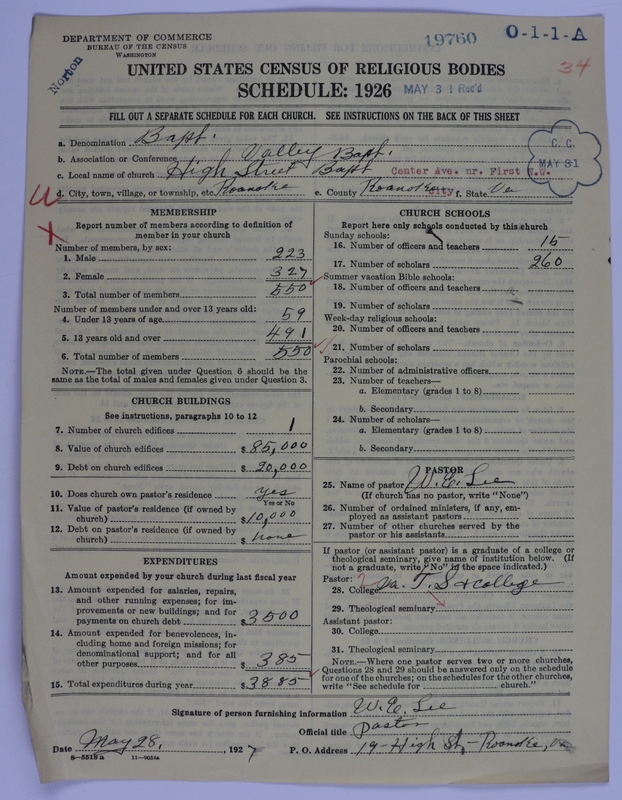 DEPARTMENT OF COMMERCE
BUREAU OF THE CENSUS
WASHINGTON
Norton
19760
O-1-1-A
34
UNITED STATES CENSUS OF RELIGIOUS BODIES
SCHEDULE: 1926
MAY 31 Rec'd
FILL OUT A SEPARATE SCHEDULE FOR EACH CHURCH. SEE INSTRUCTIONS ON THE BACK OF THIS SHEET
C. C.
MAY 31
a. Denomination Bapt.
b. Association or Conference Valley Bapt.
c. Local name of church High Street Bapt Center Ave. nr. First N.W.
d. City, town, village, or township, etc. Roanoke e. County Roanoke City f. State Va
MEMBERSHIP
Report number of members according to definition of
member in your church
Number of members, by sex:
1. Male 223
2. Female 327
3. Total number of members 550
Number of members under and over 13 years old:
4. Under 13 years of age 59
5. 13 years old and over 491
6. Total number of members 550
NOTE.—The total given under Question 6 should be
same as the total of males and females given under Question 3.
CHURCH BUILDINGS
See instructions, paragraphs 10 to 12
7. Number of church edifices 1
8. Value of church edifices $85,000
9. Debt on church edifices $20,000
10. Does church own pastor's residence yes
Yes or No
11. Value of pastor's residence (if owned by
church) $10,000
12. Debt on pastor's residence (if owned by
church) $ none
EXPENDITURES
Amount expended by your church during last fiscal year
13. Amount expended for salaries, repairs,
and other running expenses; for im-
provements or new buildings; and for
payments on church debt $3500
14. Amount expended for benevolences, in-
cluding home and foreign missions; for
denominational support; and for all
other purposes $385
15. Total expenditures during year $3885
CHURCH SCHOOLS
Report here only schools conducted by this church
Sunday schools:
16. Number of officers and teachers 15
17. Number of scholars 260
Summer vacation Bible schools:
18. Number of officers and teachers
19. Number of scholars
Week-day religious schools:
20. Number of officers and teachers
21. Number of scholars
Parochial schools:
22. Number of administrative officers
23. Number of teachers—
a. Elementary (grades 1 to 8)
b. Secondary
24. Number of scholars—
a. Elementary (grades 1 to 8)
b. Secondary
PASTOR
25. Name of pastor W. E. Lee
(If church has no pastor, write "None")
26. Number of ordained ministers, if any, em-
ployed as assistant pastors
27. Number of other churches served by the
pastor or his assistants
If pastor (or assistant pastor) is a graduate of a college or
theological seminary, give name of institution below. (If
not a graduate, write "No" in the space indicated.)
Pastor:
28. College Va. T. S & College
29. Theological seminary
Assistant pastor:
30. College
31. Theological seminary
NOTE.—Where one pastor serves two or more churches,
Questions 28 and 29 should be answered only on the schedule
for one of the churches; on the schedules for the other churches,
write "See schedule for church."
Signature of person furnishing information W. E. Lee
Official title Pastor
Date May 28, 1927 P. O. Address 19-High St,-Roanoke, Va
8-5518a 11-9054a